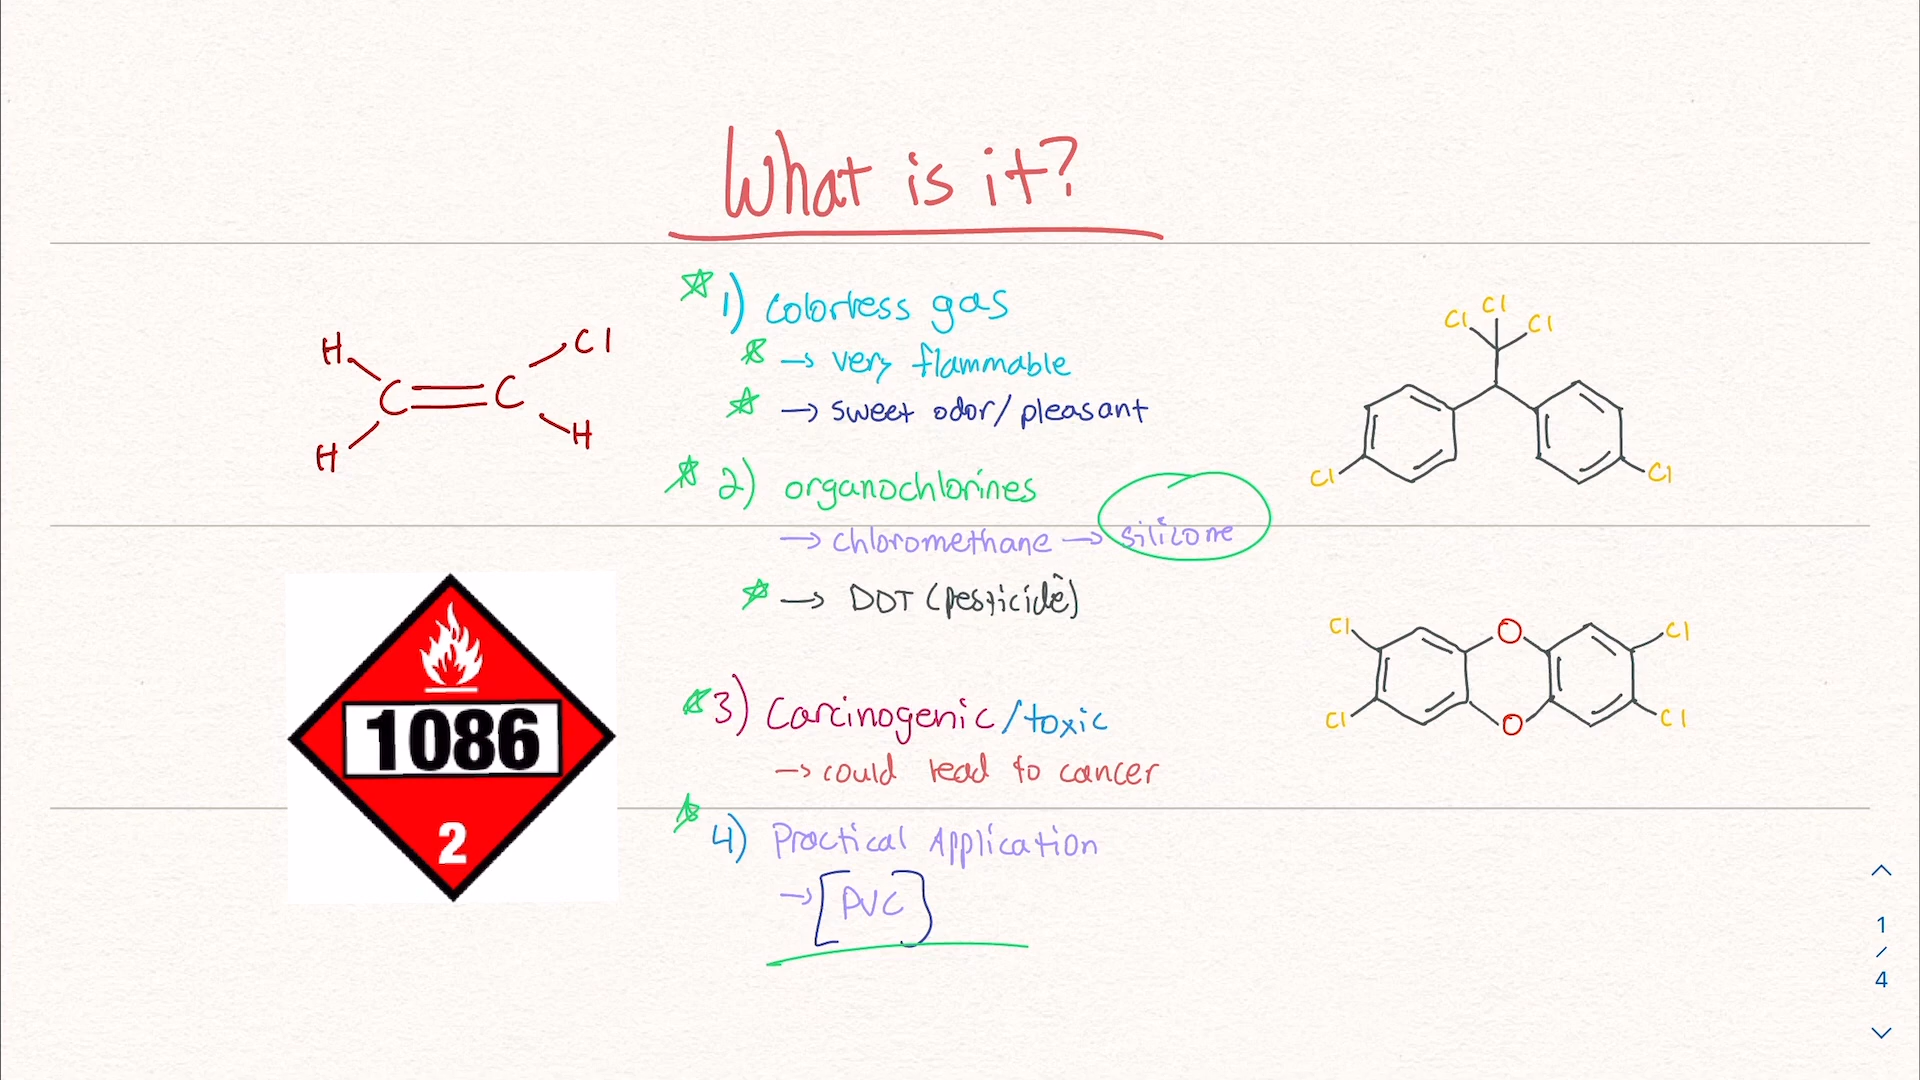 What is it?
1) colorless gas
→ very flammable
→ sweet odor/pleasant
2) organochlorines
→ chloromethane → silicone
→ DDT (pesticide)
3) Carcinogenic/toxic
→ could lead to cancer
4) Practical Application
→ [PVC]
H Cl
C C
H H
1086
2
Cl Cl Cl
Cl Cl
Cl O Cl
Cl O Cl
1
/
4